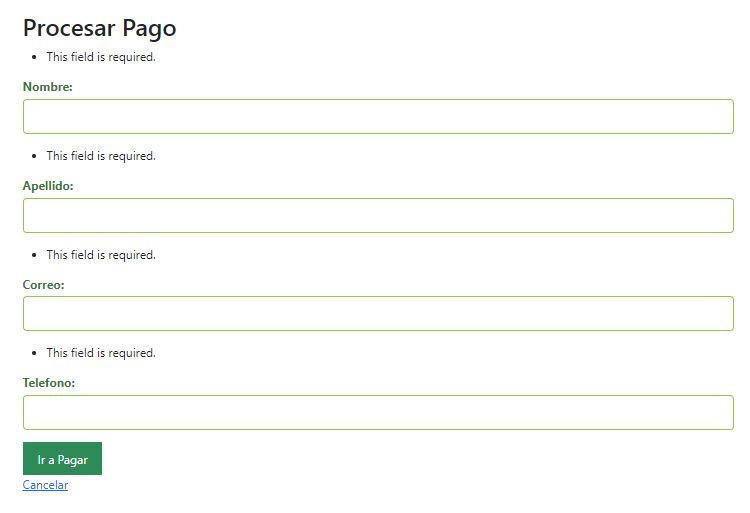 Procesar Pago
This field is required.
Nombre:
This field is required.
Apellido:
This field is required.
Correo:
This field is required.
Telefono:
Ir a Pagar
Cancelar